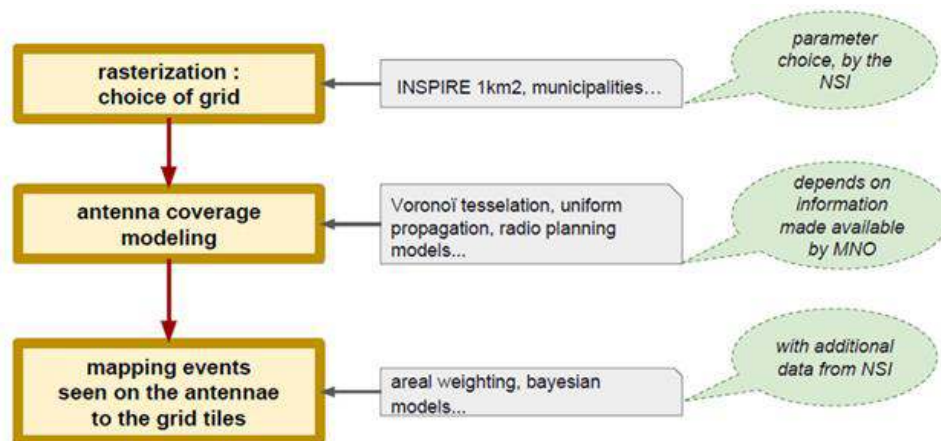 rasterization :
choice of grid
INSPIRE 1km2, municipalities…
parameter
choice, by the
NSI
antenna coverage
modeling
Voronoï tesselation, uniform
propagation, radio planning
models...
depends on
information
made available
by MNO
mapping events
seen on the antennae
to the grid tiles
areal weighting, bayesian
models...
with additional
data from NSI